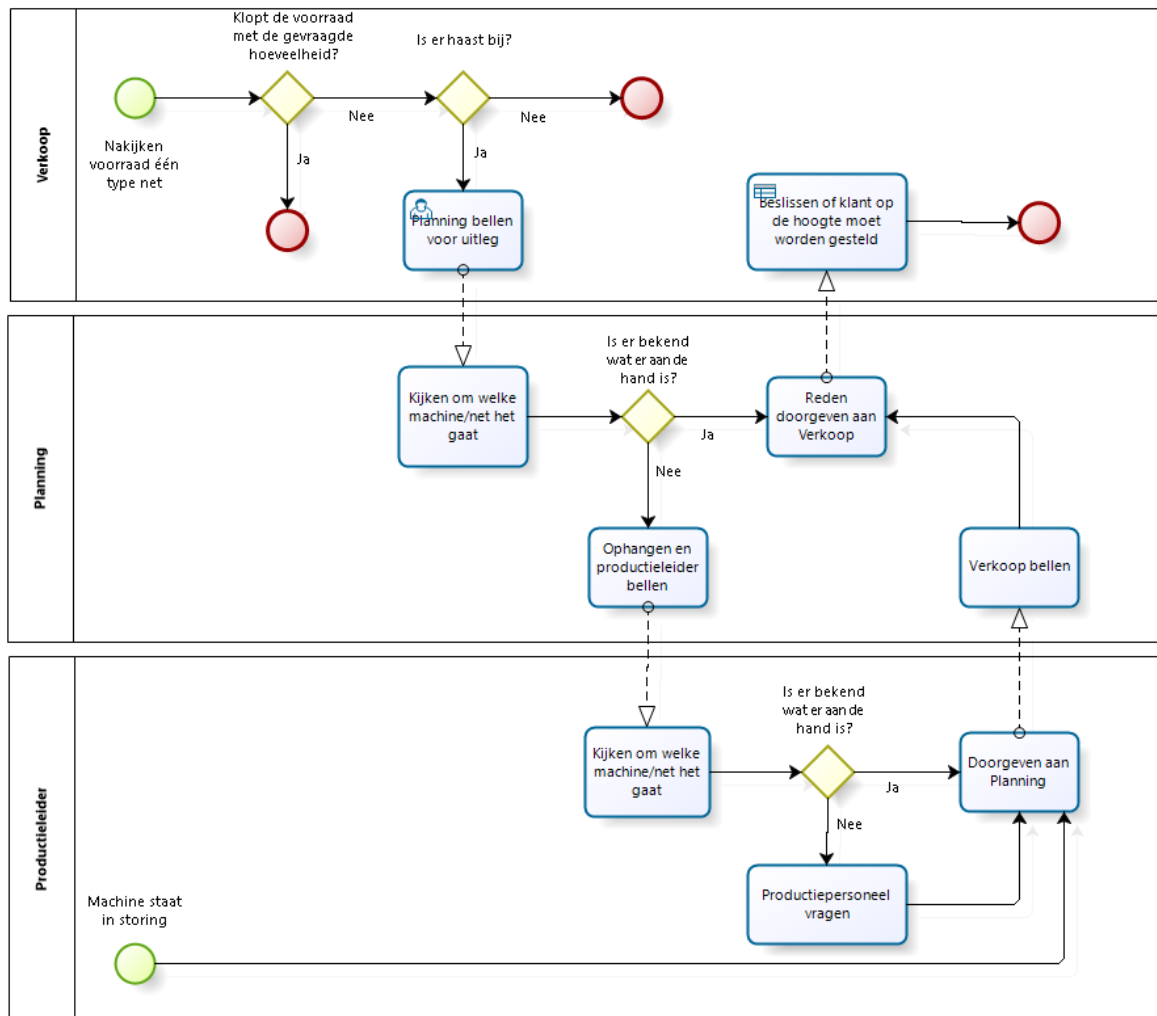 Verkoop
Klopt de voorraad
met de gevraagde
hoeveelheid?
Is er haast bij?
Nee
Nee
Nakijken
voorraad één
type net
Ja
Ja
Planning bellen
voor uitleg
Beslissen of klant op
de hoogte moet
worden gesteld
Planning
Is er bekend
wat er aan de
hand is?
Kijken om welke
machine/net het
gaat
Ja
Reden
doorgeven aan
Verkoop
Nee
Ophangen en
productieleider
bellen
Verkoop bellen
Productieleider
Is er bekend
wat er aan de
hand is?
Kijken om welke
machine/net het
gaat
Ja
Doorgeven aan
Planning
Nee
Productiepersoneel
vragen
Machine staat
in storing